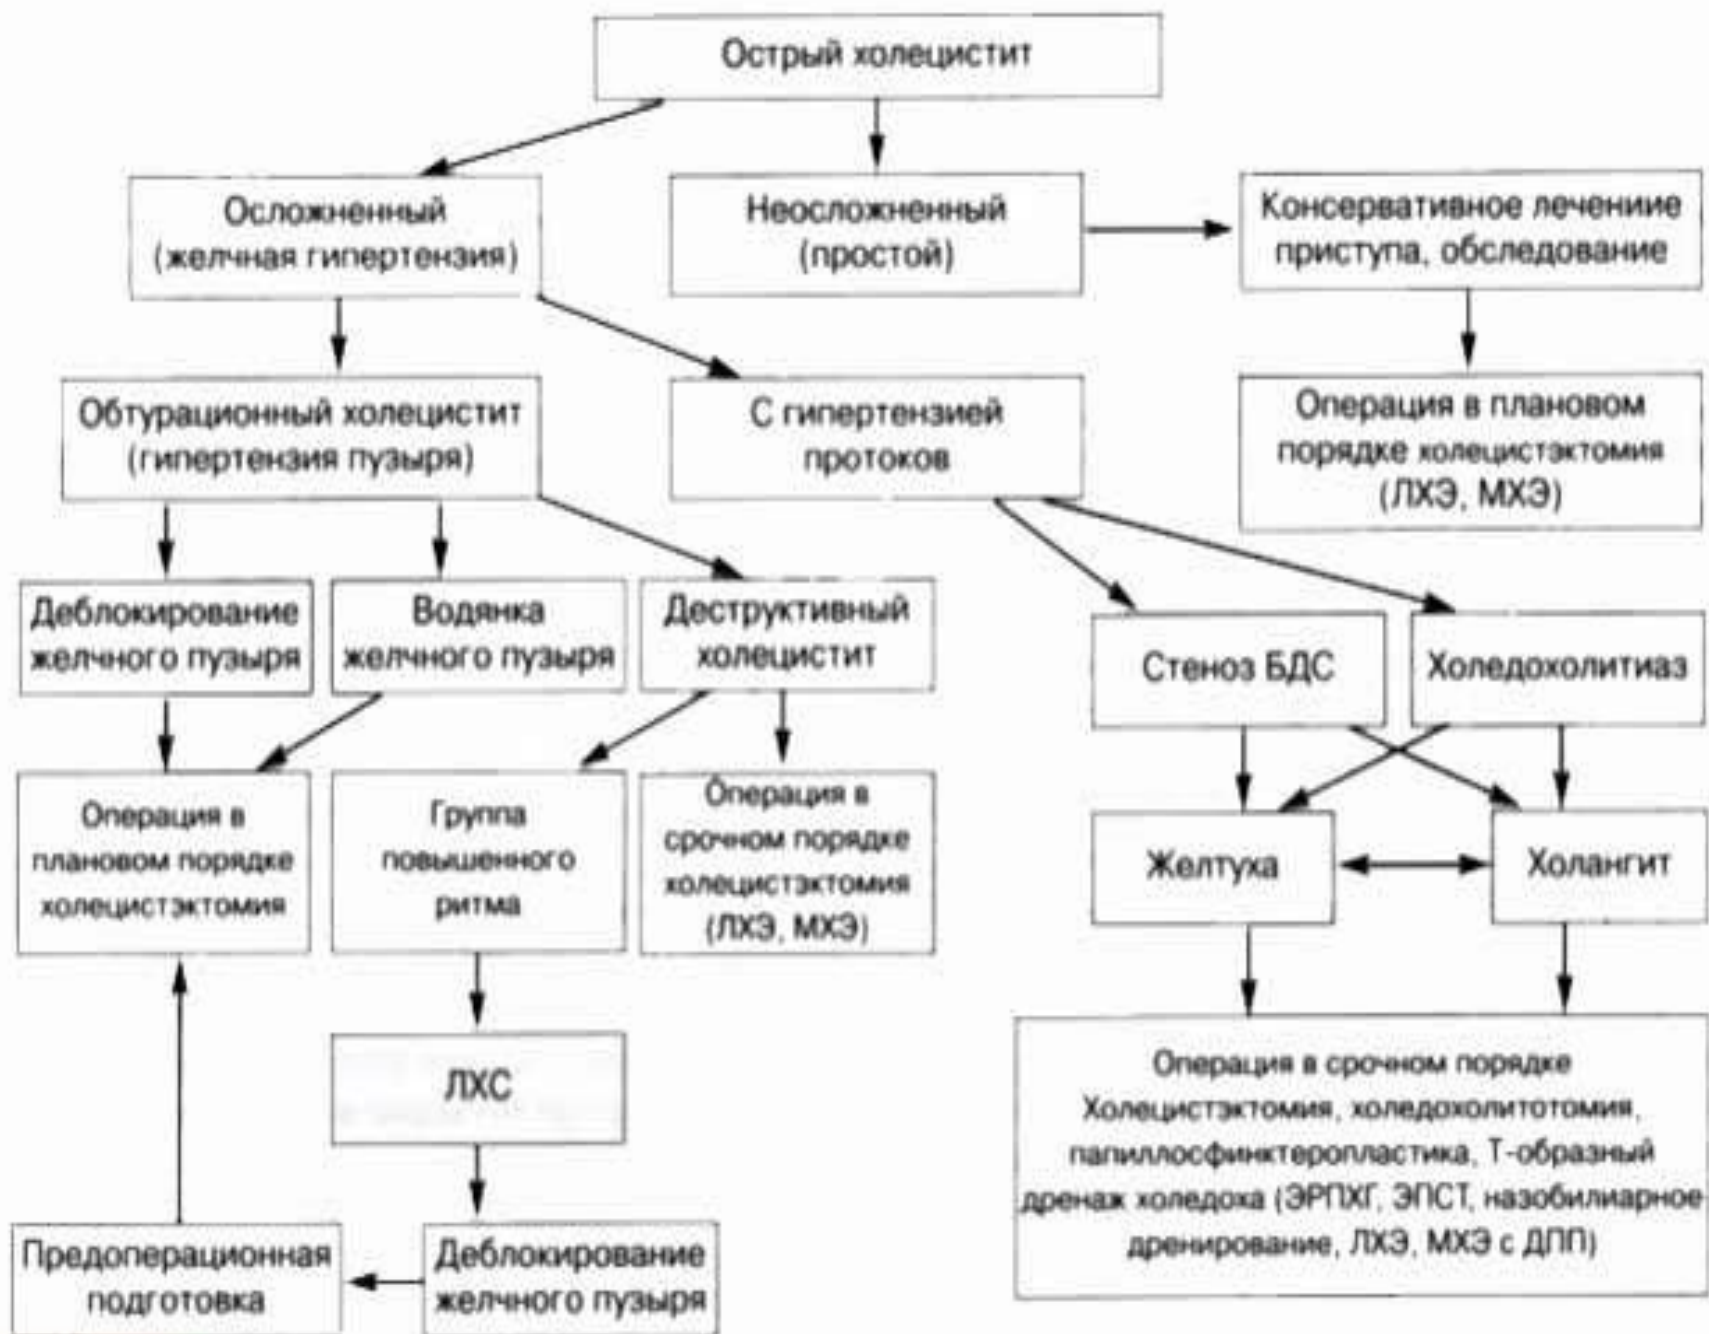 Острый холецистит
Осложненный
(желчная гипертензия)
Неосложненный
(простой)
Консервативное лечениие
приступа, обследование
Обтурационный холецистит
(гипертензия пузыря)
С гипертензией
протоков
Операция в плановом
порядке холецистэктомия
(ЛХЭ, МХЭ)
Деблокирование
желчного пузыря
Водянка
желчного пузыря
Деструктивный
холецистит
Стеноз БДС
Холедохолитиаз
Операция в
плановом порядке
холецистэктомия
Группа
повышенного
ритма
Операция в
срочном порядке
холецистэктомия
(ЛХЭ, МХЭ)
Желтуха
Холангит
ЛХС
Операция в срочном порядке
Холецистэктомия, холедохолитотомия,
папиллосфинктеропластика, Т-образный
дренаж холедоха (ЭРПХГ, ЭПСТ, назобилиарное
дренирование, ЛХЭ, МХЭ с ДПП)
Предоперационная
подготовка
Деблокирование
желчного пузыря